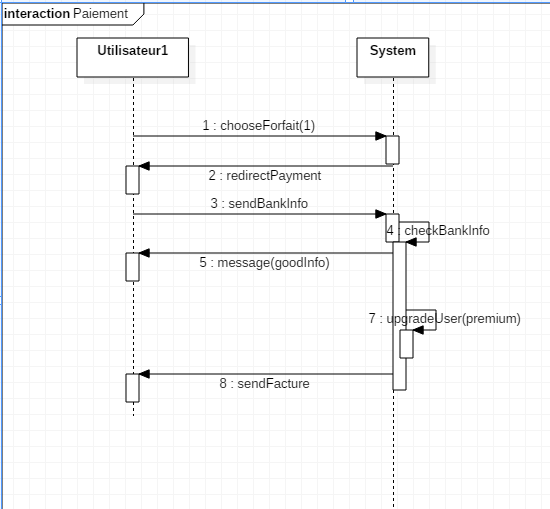 interaction Paiement
Utilisateur1
System
1 : chooseForfait(1)
2 : redirectPayment
3 : sendBankInfo
4 : checkBankInfo
5 : message(goodInfo)
7 : upgradeUser(premium)
8 : sendFacture